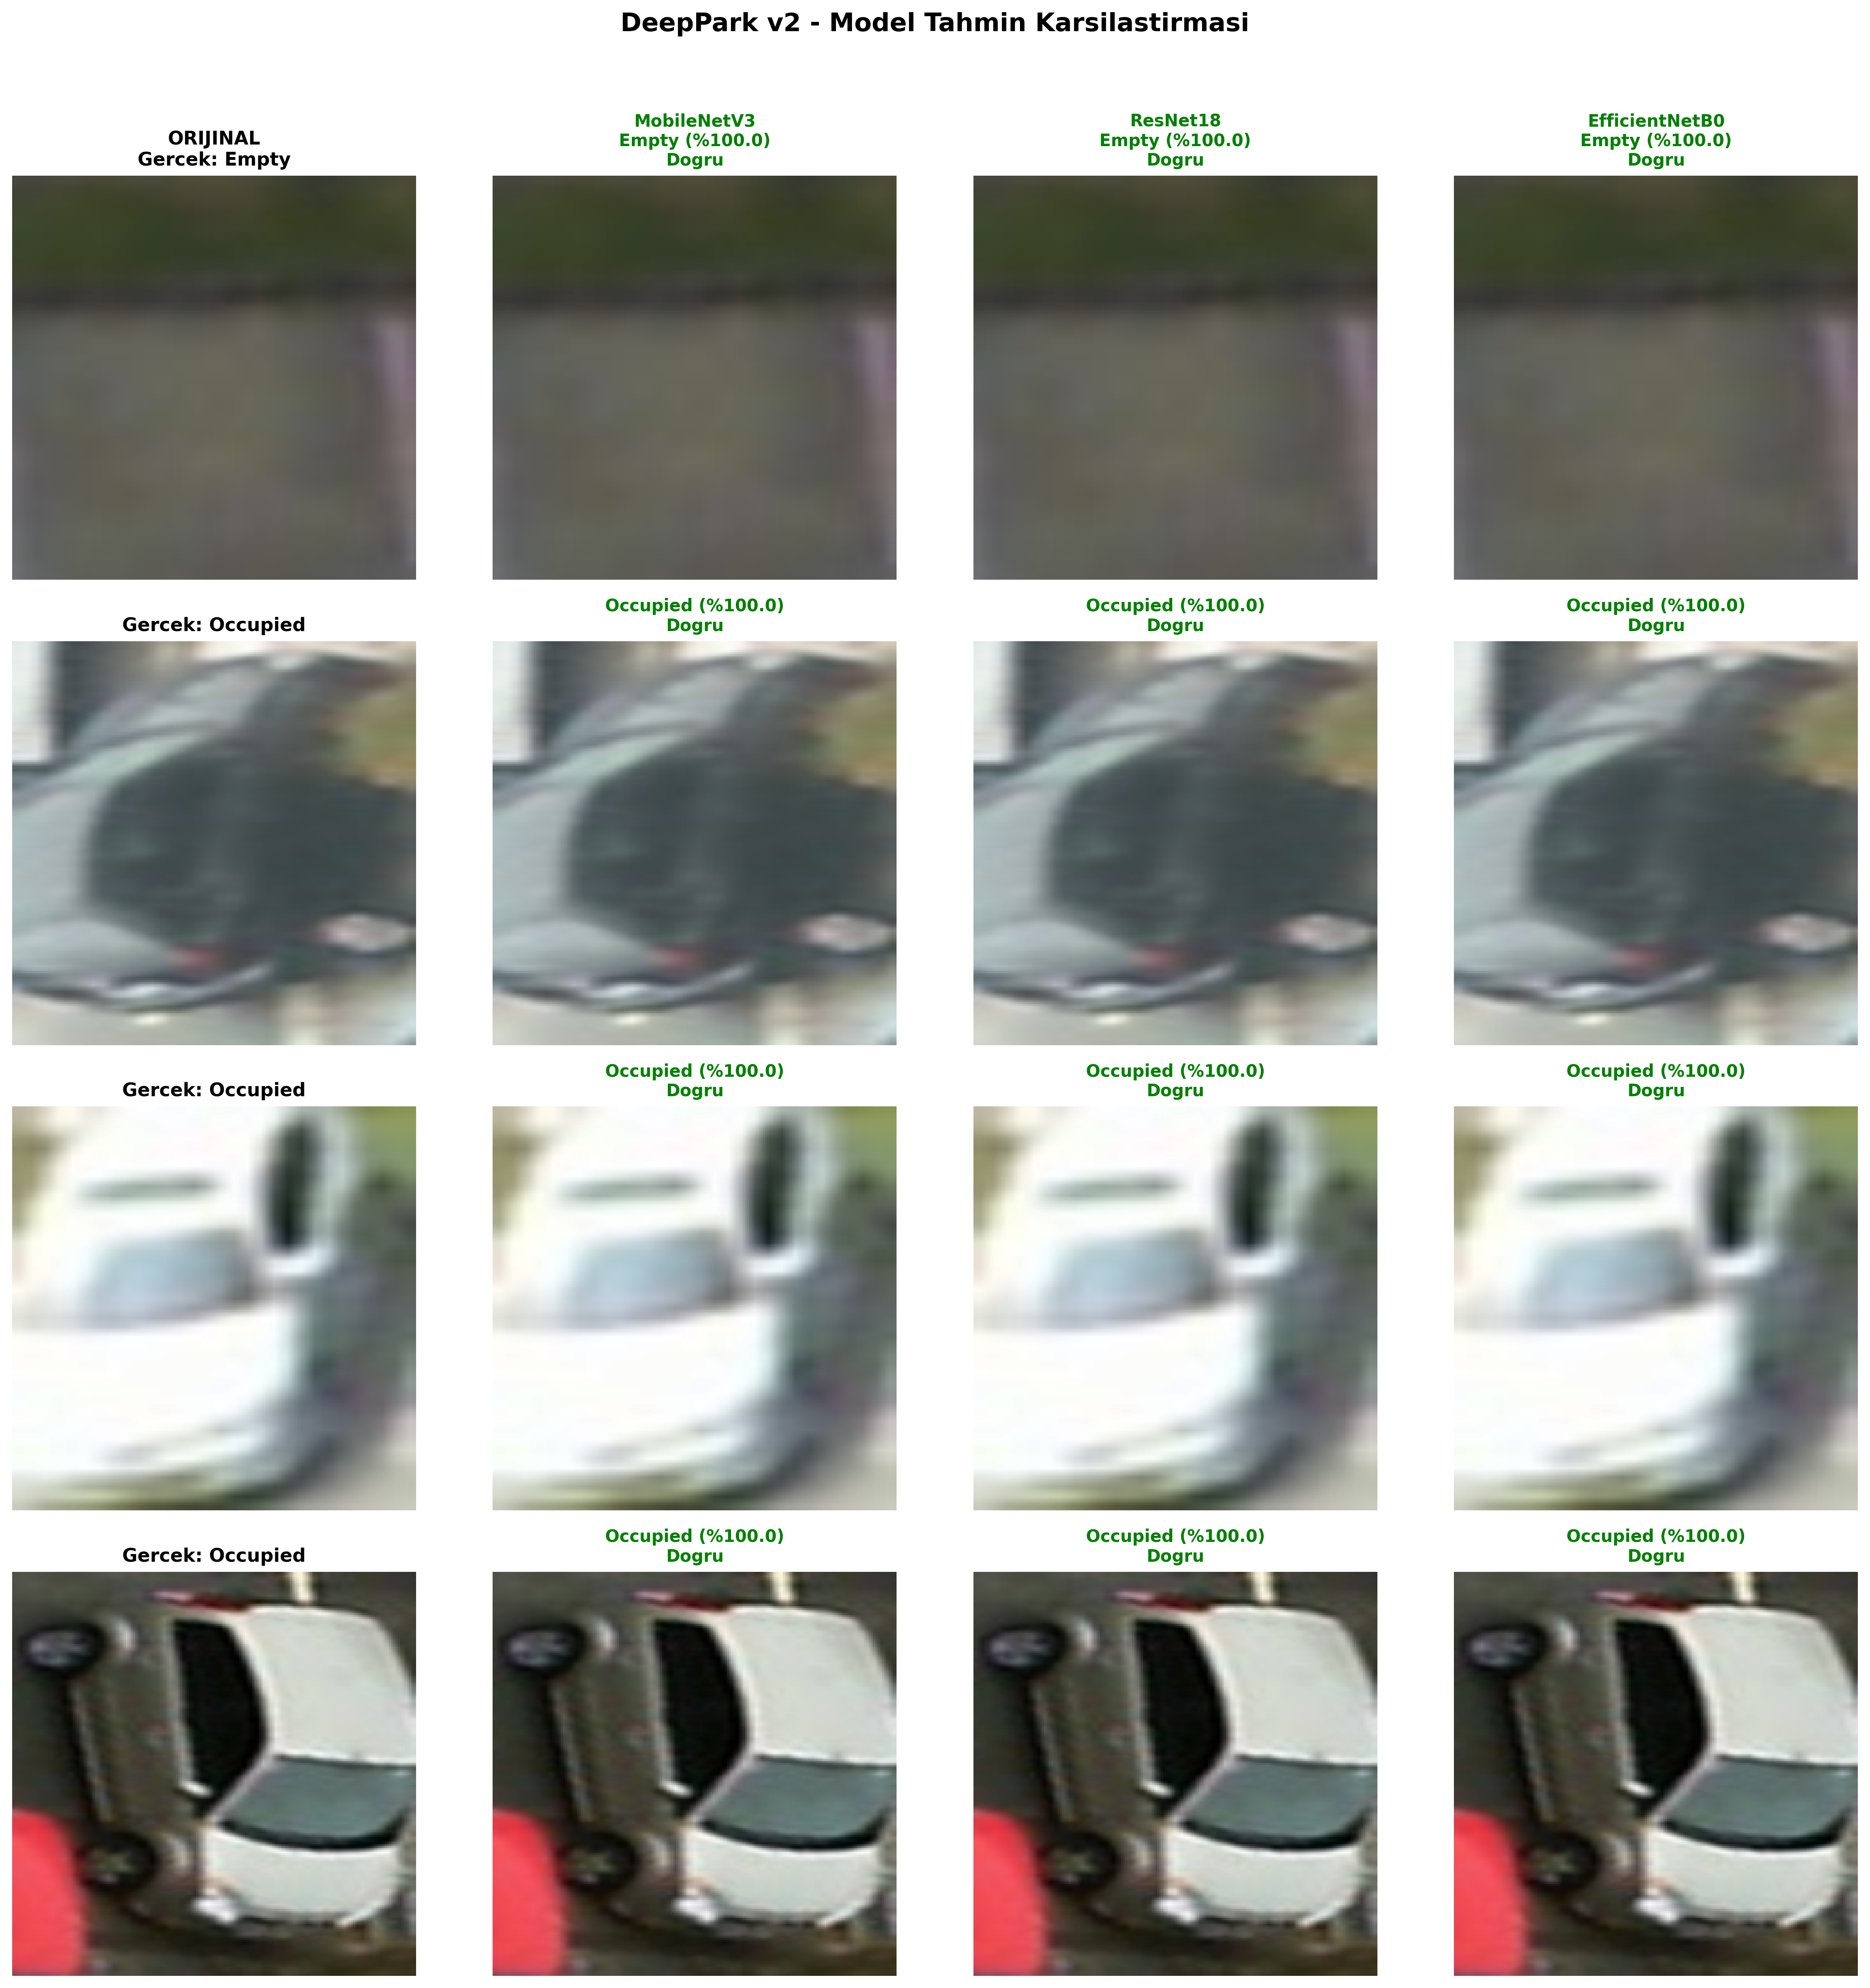 DeepPark v2 - Model Tahmin Karsilastirmasi
ORIJINAL
Gercek: Empty
MobileNetV3
Empty (%100.0)
Dogru
ResNet18
Empty (%100.0)
Dogru
EfficientNetB0
Empty (%100.0)
Dogru
Gercek: Occupied
Occupied (%100.0)
Dogru
Occupied (%100.0)
Dogru
Occupied (%100.0)
Dogru
Gercek: Occupied
Occupied (%100.0)
Dogru
Occupied (%100.0)
Dogru
Occupied (%100.0)
Dogru
Gercek: Occupied
Occupied (%100.0)
Dogru
Occupied (%100.0)
Dogru
Occupied (%100.0)
Dogru